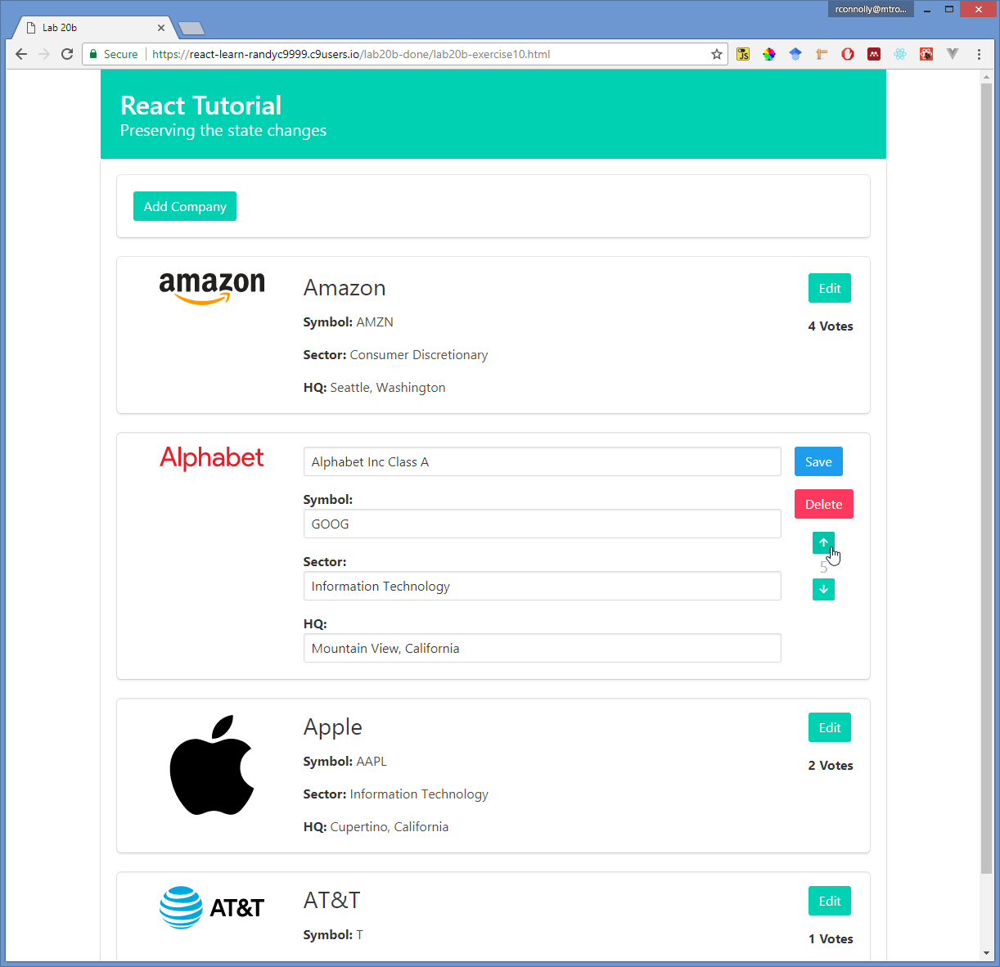 rconnolly@mtro...
Lab 20b
Secure
https://react-learn-randyc9999.c9users.io/lab20b-done/lab20b-exercise10.html
JS
React Tutorial
Preserving the state changes
Add Company
amazon
Amazon
Edit
Symbol: AMZN
4 Votes
Sector: Consumer Discretionary
HQ: Seattle, Washington
Alphabet
Alphabet Inc Class A
Save
Symbol:
Delete
GOOG
Sector:
5
Information Technology
HQ:
Mountain View, California
Apple
Edit
Symbol: AAPL
2 Votes
Sector: Information Technology
HQ: Cupertino, California
AT&T
AT&T
Edit
Symbol: T
1 Votes